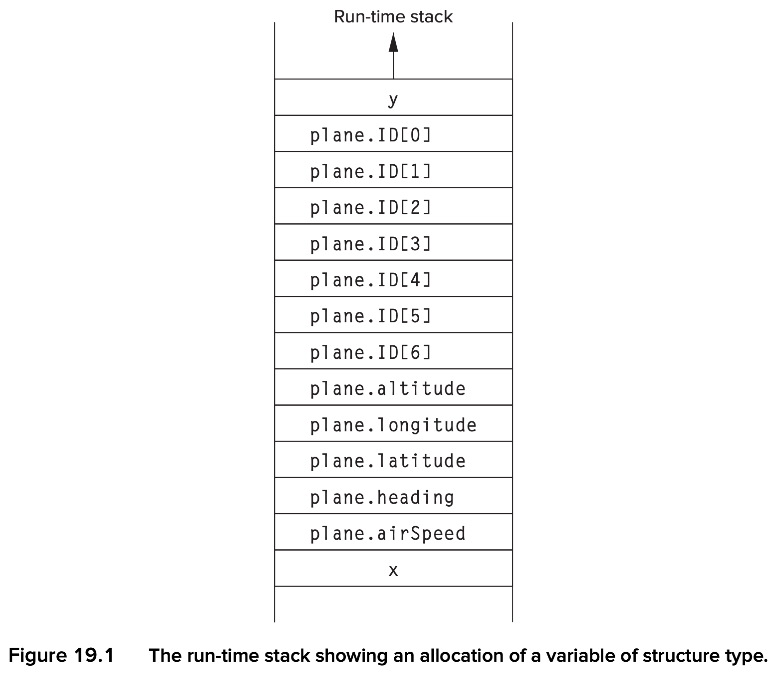 Run-time stack
y
plane.ID[0]
plane.ID[1]
plane.ID[2]
plane.ID[3]
plane.ID[4]
plane.ID[5]
plane.ID[6]
plane.altitude
plane.longitude
plane.latitude
plane.heading
plane.airSpeed
x
Figure 19.1 The run-time stack showing an allocation of a variable of structure type.